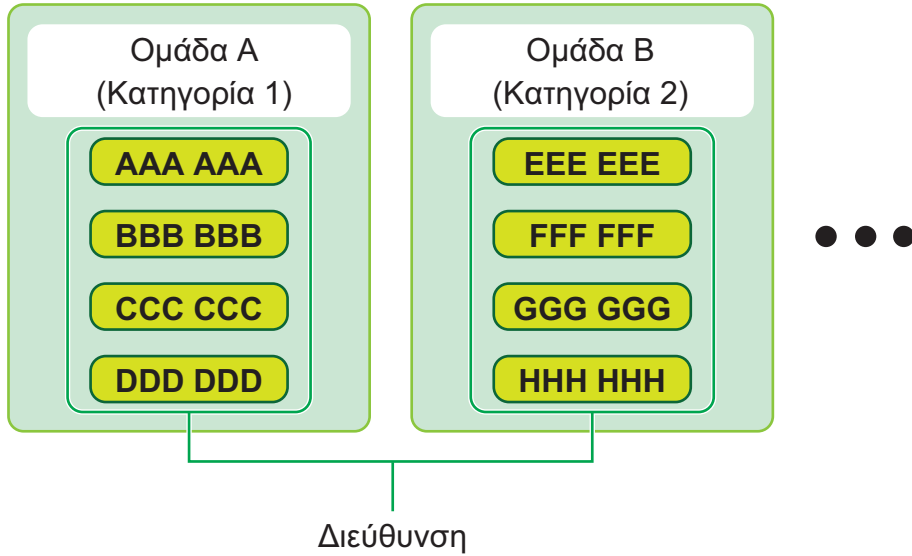 Ομάδα Α
(Κατηγορία 1)
AAA AAA
BBB BBB
CCC CCC
DDD DDD
Ομάδα Β
(Κατηγορία 2)
EEE EEE
FFF FFF
GGG GGG
HHH HHH
Διεύθυνση